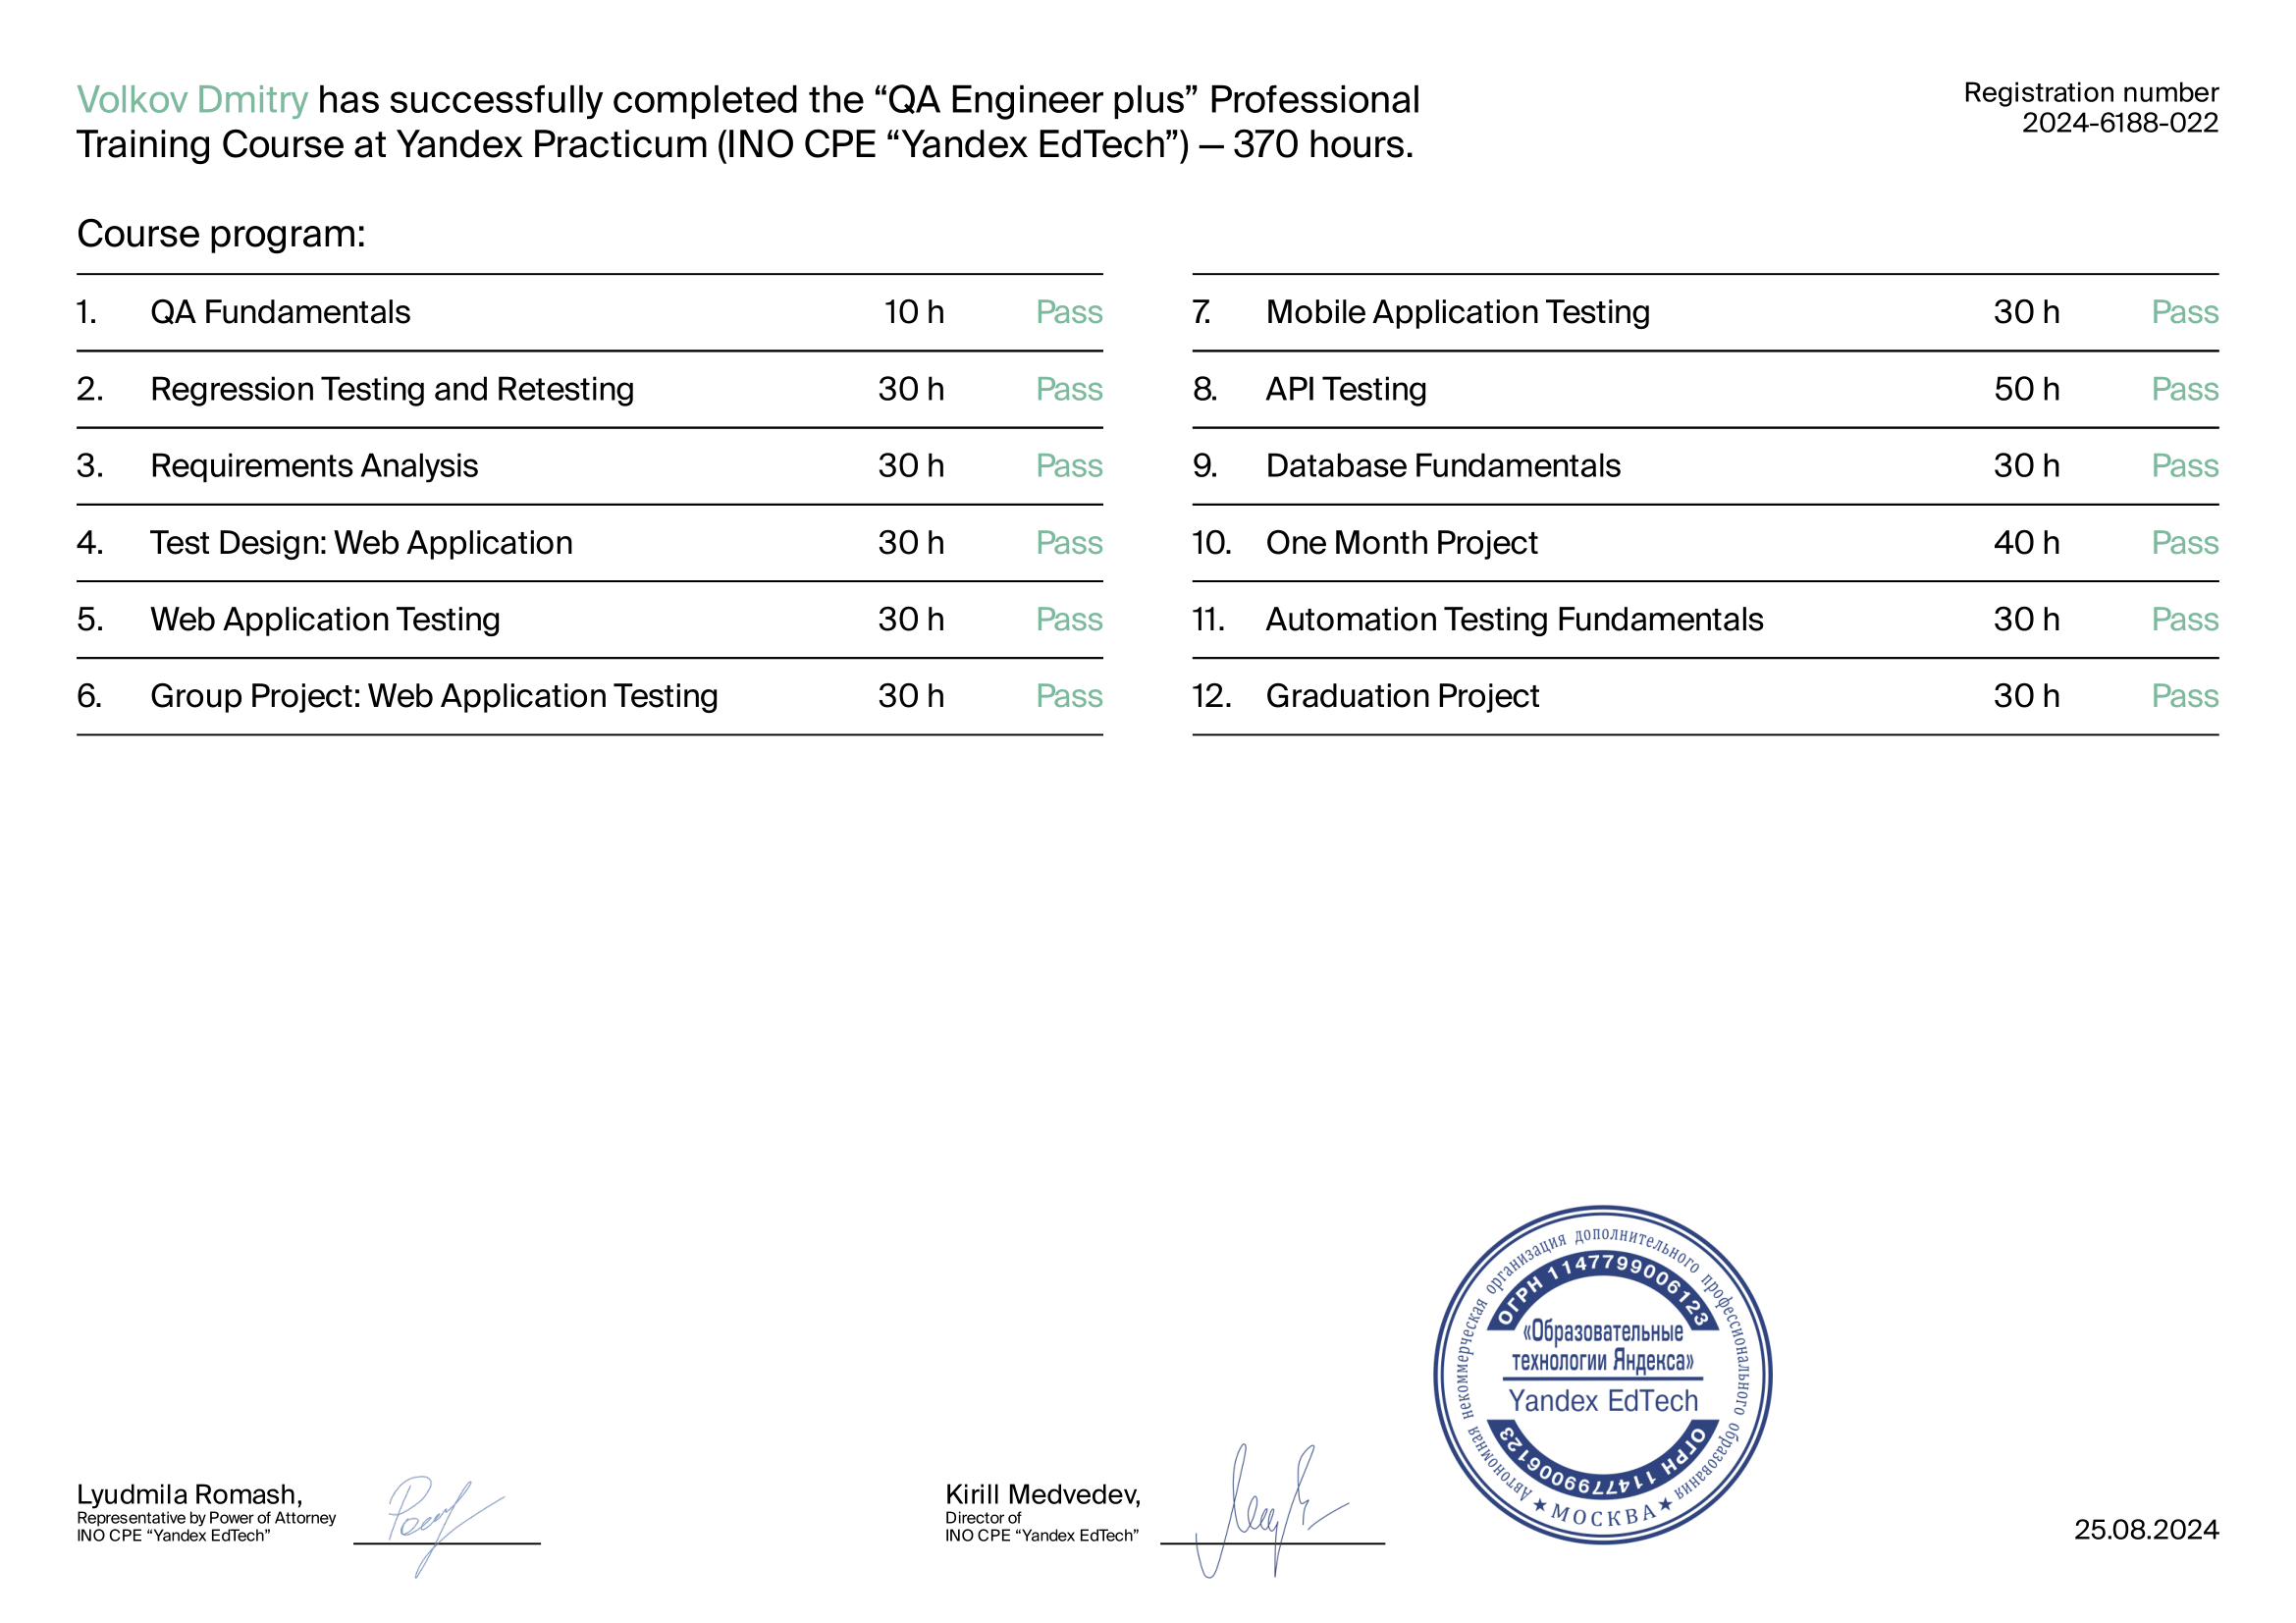 Volkov Dmitry has successfully completed the “QA Engineer plus” Professional
Training Course at Yandex Practicum (INO CPE “Yandex EdTech”) — 370 hours.
Registration number
2024-6188-022
Course program:
1. QA Fundamentals 10 h Pass
2. Regression Testing and Retesting 30 h Pass
3. Requirements Analysis 30 h Pass
4. Test Design: Web Application 30 h Pass
5. Web Application Testing 30 h Pass
6. Group Project: Web Application Testing 30 h Pass
7. Mobile Application Testing 30 h Pass
8. API Testing 50 h Pass
9. Database Fundamentals 30 h Pass
10. One Month Project 40 h Pass
11. Automation Testing Fundamentals 30 h Pass
12. Graduation Project 30 h Pass
Lyudmila Romash,
Representative by Power of Attorney
INO CPE “Yandex EdTech”
Kirill Medvedev,
Director of
INO CPE “Yandex EdTech”
Автономная некоммерческая организация дополнительного профессионального образования
ОГРН 1147799006123
«Образовательные
технологии Яндекса»
Yandex EdTech
ОГРН 1147799006123
★ МОСКВА ★
25.08.2024